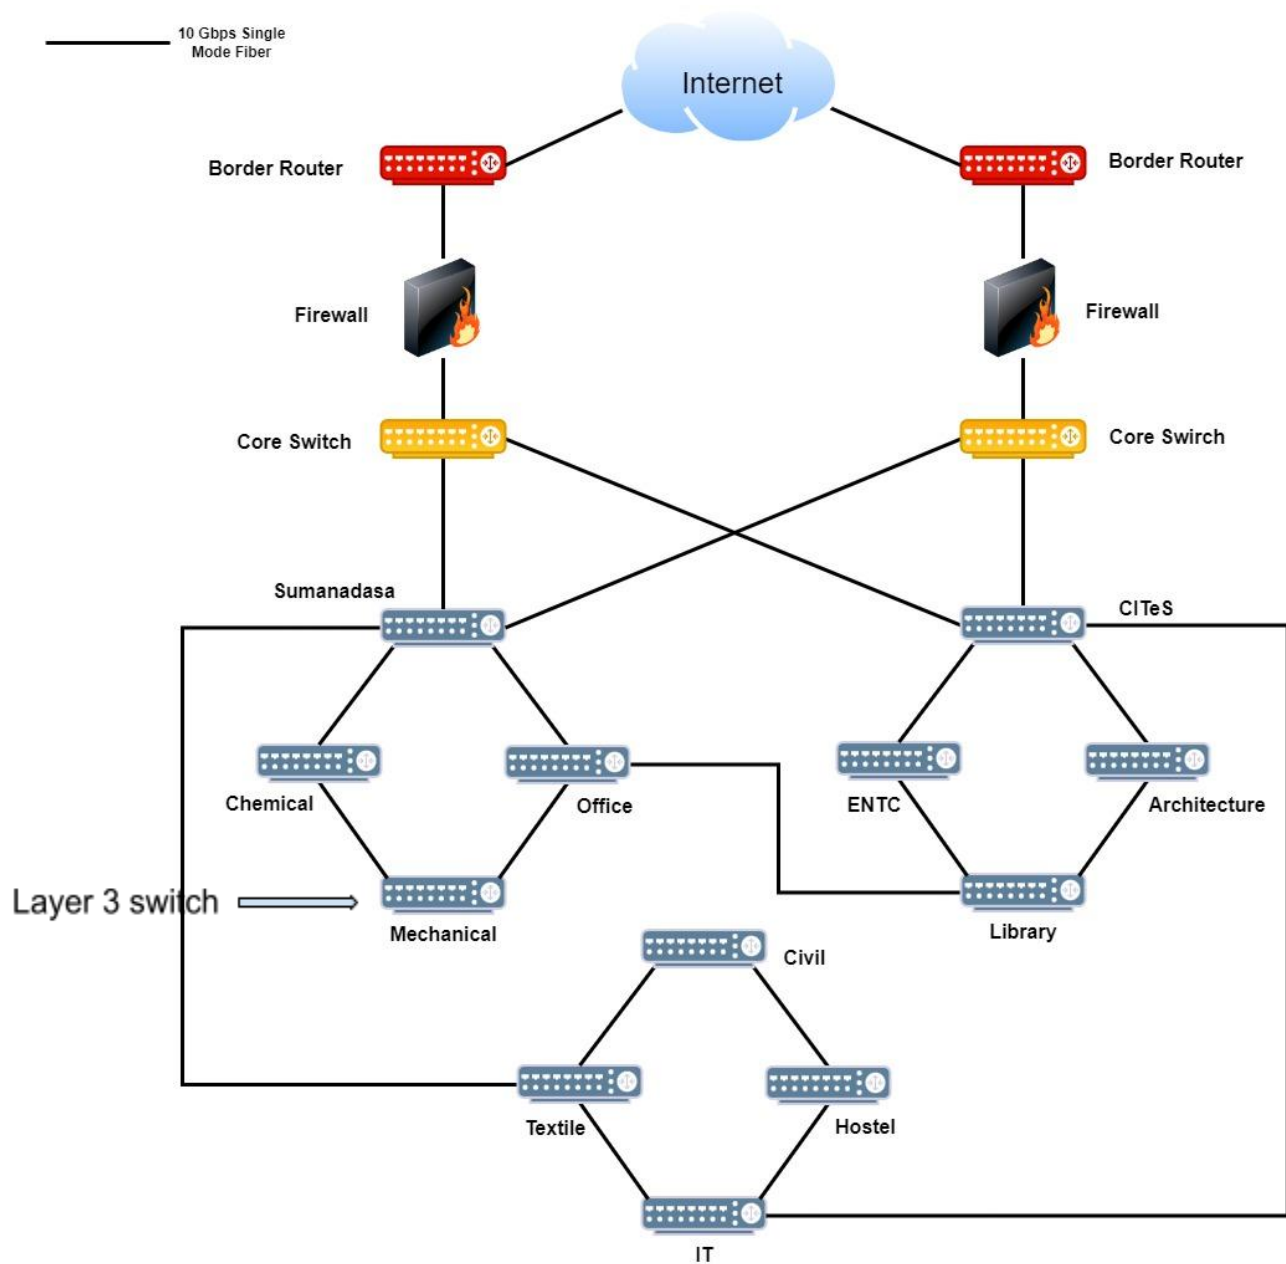 10 Gbps Single
Mode Fiber
Internet
Border Router
Border Router
Firewall
Firewall
Core Switch
Core Swirch
Sumanadasa
CITeS
Chemical
Office
ENTC
Architecture
Layer 3 switch
Mechanical
Library
Civil
Textile
Hostel
IT